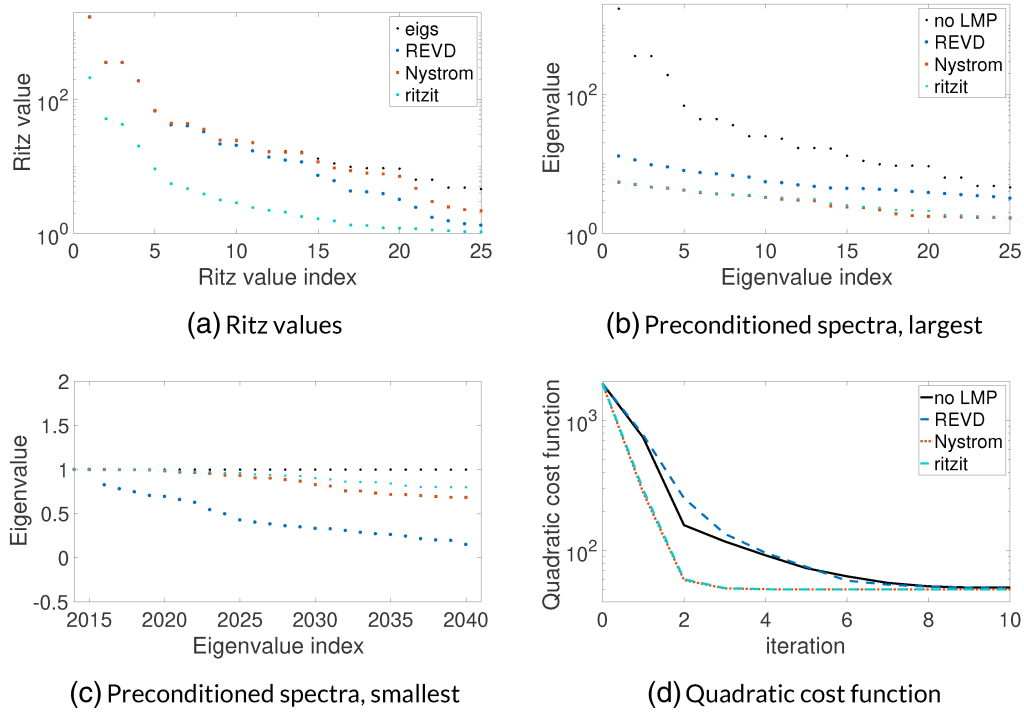 10^2
10^0
Ritz value
0 5 10 15 20 25
Ritz value index
eigs
REVD
Nystrom
ritzit
(a) Ritz values
10^2
10^0
Eigenvalue
0 5 10 15 20 25
Eigenvalue index
no LMP
REVD
Nystrom
ritzit
(b) Preconditioned spectra, largest
2
1.5
1
0.5
0
-0.5
Eigenvalue
2015 2020 2025 2030 2035 2040
Eigenvalue index
(c) Preconditioned spectra, smallest
10^3
10^2
Quadratic cost function
0 2 4 6 8 10
iteration
no LMP
REVD
Nystrom
ritzit
(d) Quadratic cost function